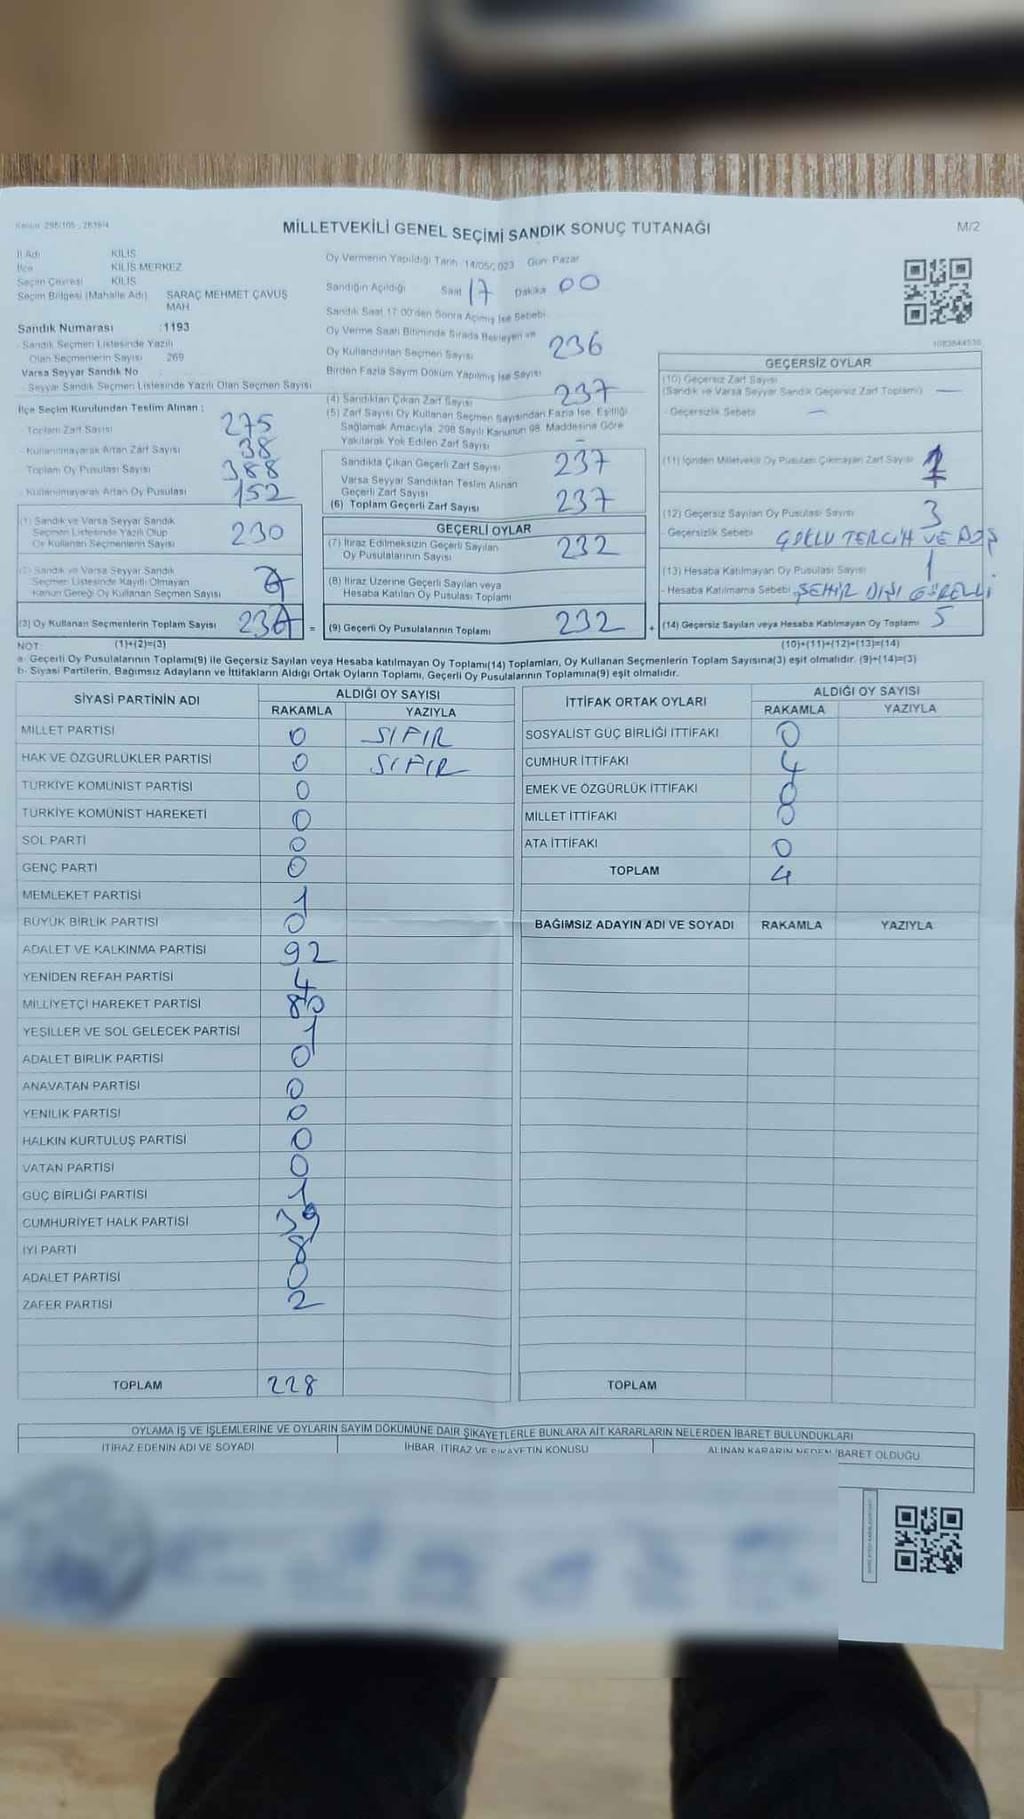 MİLLETVEKİLİ GENEL SEÇİMİ SANDIK SONUÇ TUTANAĞI
M/2
İl Adı KİLİS
İlçe KİLİS MERKEZ
Seçim Çevresi KİLİS
Seçim Bölgesi (Mahalle Adı) SARAÇ MEHMET ÇAVUŞ MAH
Sandık Numarası : 1193
Sandık Seçmen Listesinde Yazılı
Olan Seçmenlerin Sayısı 269
Varsa Seyyar Sandık No
Seyyar Sandık Seçmen Listesinde Yazılı Olan Seçmen Sayısı
İlçe Seçim Kurulundan Teslim Alınan :
Toplam Zarf Sayısı 275
Kullanılmayarak Artan Zarf Sayısı 38
Toplam Oy Pusulası Sayısı 388
Kullanılmayarak Artan Oy Pusulası 152
(1) Sandık ve Varsa Seyyar Sandık
Seçmen Listesinde Yazılı Olup
Oy Kullanan Seçmenlerin Sayısı 230
(2) Sandık ve Varsa Seyyar Sandık
Seçmen Listesinde Kayıtlı Olmayan
Kanun Gereği Oy Kullanan Seçmen Sayısı 7
(3) Oy Kullanan Seçmenlerin Toplam Sayısı 237 =
Oy Vermenin Yapıldığı Tarih : 14/05/2023 Gün: Pazar
Sandığın Açıldığı Saat 17 Dakika 00
Sandık Saat 17:00'den Sonra Açılmış İse Sebebi
Oy Verme Saati Bitiminde Sırada Bekleyen ve
Oy Kullandırılan Seçmen Sayısı 236
Birden Fazla Sayım Döküm Yapılmış İse Sayısı
(4) Sandıktan Çıkan Zarf Sayısı 237
(5) Zarf Sayısı Oy Kullanan Seçmen Sayısından Fazla İse, Eşitliği
Sağlamak Amacıyla, 298 Sayılı Kanunun 98. Maddesine Göre
Yakılarak Yok Edilen Zarf Sayısı -
Sandıkta Çıkan Geçerli Zarf Sayısı 237
Varsa Seyyar Sandıktan Teslim Alınan
Geçerli Zarf Sayısı
(6) Toplam Geçerli Zarf Sayısı 237
GEÇERLİ OYLAR
(7) İtiraz Edilmeksizin Geçerli Sayılan
Oy Pusulalarının Sayısı 232
(8) İtiraz Üzerine Geçerli Sayılan veya
Hesaba Katılan Oy Pusulası Toplamı
(9) Geçerli Oy Pusulalarının Toplamı 232 +
GEÇERSİZ OYLAR
(10) Geçersiz Zarf Sayısı
(Sandık ve Varsa Seyyar Sandık Geçersiz Zarf Toplamı) —
- Geçersizlik Sebebi —
(11) İçinden Milletvekili Oy Pusulası Çıkmayan Zarf Sayısı 1
(12) Geçersiz Sayılan Oy Pusulası Sayısı 3
- Geçersizlik Sebebi ÇOKLU TERCİH VE BOŞ
(13) Hesaba Katılmayan Oy Pusulası Sayısı 1
- Hesaba Katılmama Sebebi ŞEHİR DIŞI GÖREVLİ
(14) Geçersiz Sayılan veya Hesaba Katılmayan Oy Toplamı 5
NOT : (1)+(2)=(3) (10)+(11)+(12)+(13)=(14)
a- Geçerli Oy Pusulalarının Toplamı(9) ile Geçersiz Sayılan veya Hesaba katılmayan Oy Toplamı(14) Toplamları, Oy Kullanan Seçmenlerin Toplam Sayısına(3) eşit olmalıdır. (9)+(14)=(3)
b- Siyasi Partilerin, Bağımsız Adayların ve İttifakların Aldığı Ortak Oyların Toplamı, Geçerli Oy Pusulalarının Toplamına(9) eşit olmalıdır.
SİYASİ PARTİNİN ADI ALDIĞI OY SAYISI
RAKAMLA YAZIYLA
MİLLET PARTİSİ 0 SIFIR
HAK VE ÖZGÜRLÜKLER PARTİSİ 0 SIFIR
TÜRKİYE KOMÜNİST PARTİSİ 0
TÜRKİYE KOMÜNİST HAREKETİ 0
SOL PARTİ 0
GENÇ PARTİ 0
MEMLEKET PARTİSİ 1
BÜYÜK BİRLİK PARTİSİ 0
ADALET VE KALKINMA PARTİSİ 92
YENİDEN REFAH PARTİSİ 4
MİLLİYETÇİ HAREKET PARTİSİ 80
YEŞİLLER VE SOL GELECEK PARTİSİ 1
ADALET BİRLİK PARTİSİ 0
ANAVATAN PARTİSİ 0
YENİLİK PARTİSİ 0
HALKIN KURTULUŞ PARTİSİ 0
VATAN PARTİSİ 0
GÜÇ BİRLİĞİ PARTİSİ 1
CUMHURİYET HALK PARTİSİ 39
İYİ PARTİ 8
ADALET PARTİSİ 0
ZAFER PARTİSİ 2
TOPLAM 228
İTTİFAK ORTAK OYLARI ALDIĞI OY SAYISI
RAKAMLA YAZIYLA
SOSYALİST GÜÇ BİRLİĞİ İTTİFAKI 0
CUMHUR İTTİFAKI 4
EMEK VE ÖZGÜRLÜK İTTİFAKI 0
MİLLET İTTİFAKI 0
ATA İTTİFAKI 0
TOPLAM 4
BAĞIMSIZ ADAYIN ADI VE SOYADI RAKAMLA YAZIYLA
TOPLAM
OYLAMA İŞ VE İŞLEMLERİNE VE OYLARIN SAYIM DÖKÜMÜNE DAİR ŞİKAYETLERLE BUNLARA AİT KARARLARIN NELERDEN İBARET BULUNDUKLARI
İTİRAZ EDENİN ADI VE SOYADI İHBAR, İTİRAZ VE ŞİKAYETİN KONUSU ALINAN KARARIN NEDEN İBARET OLDUĞU